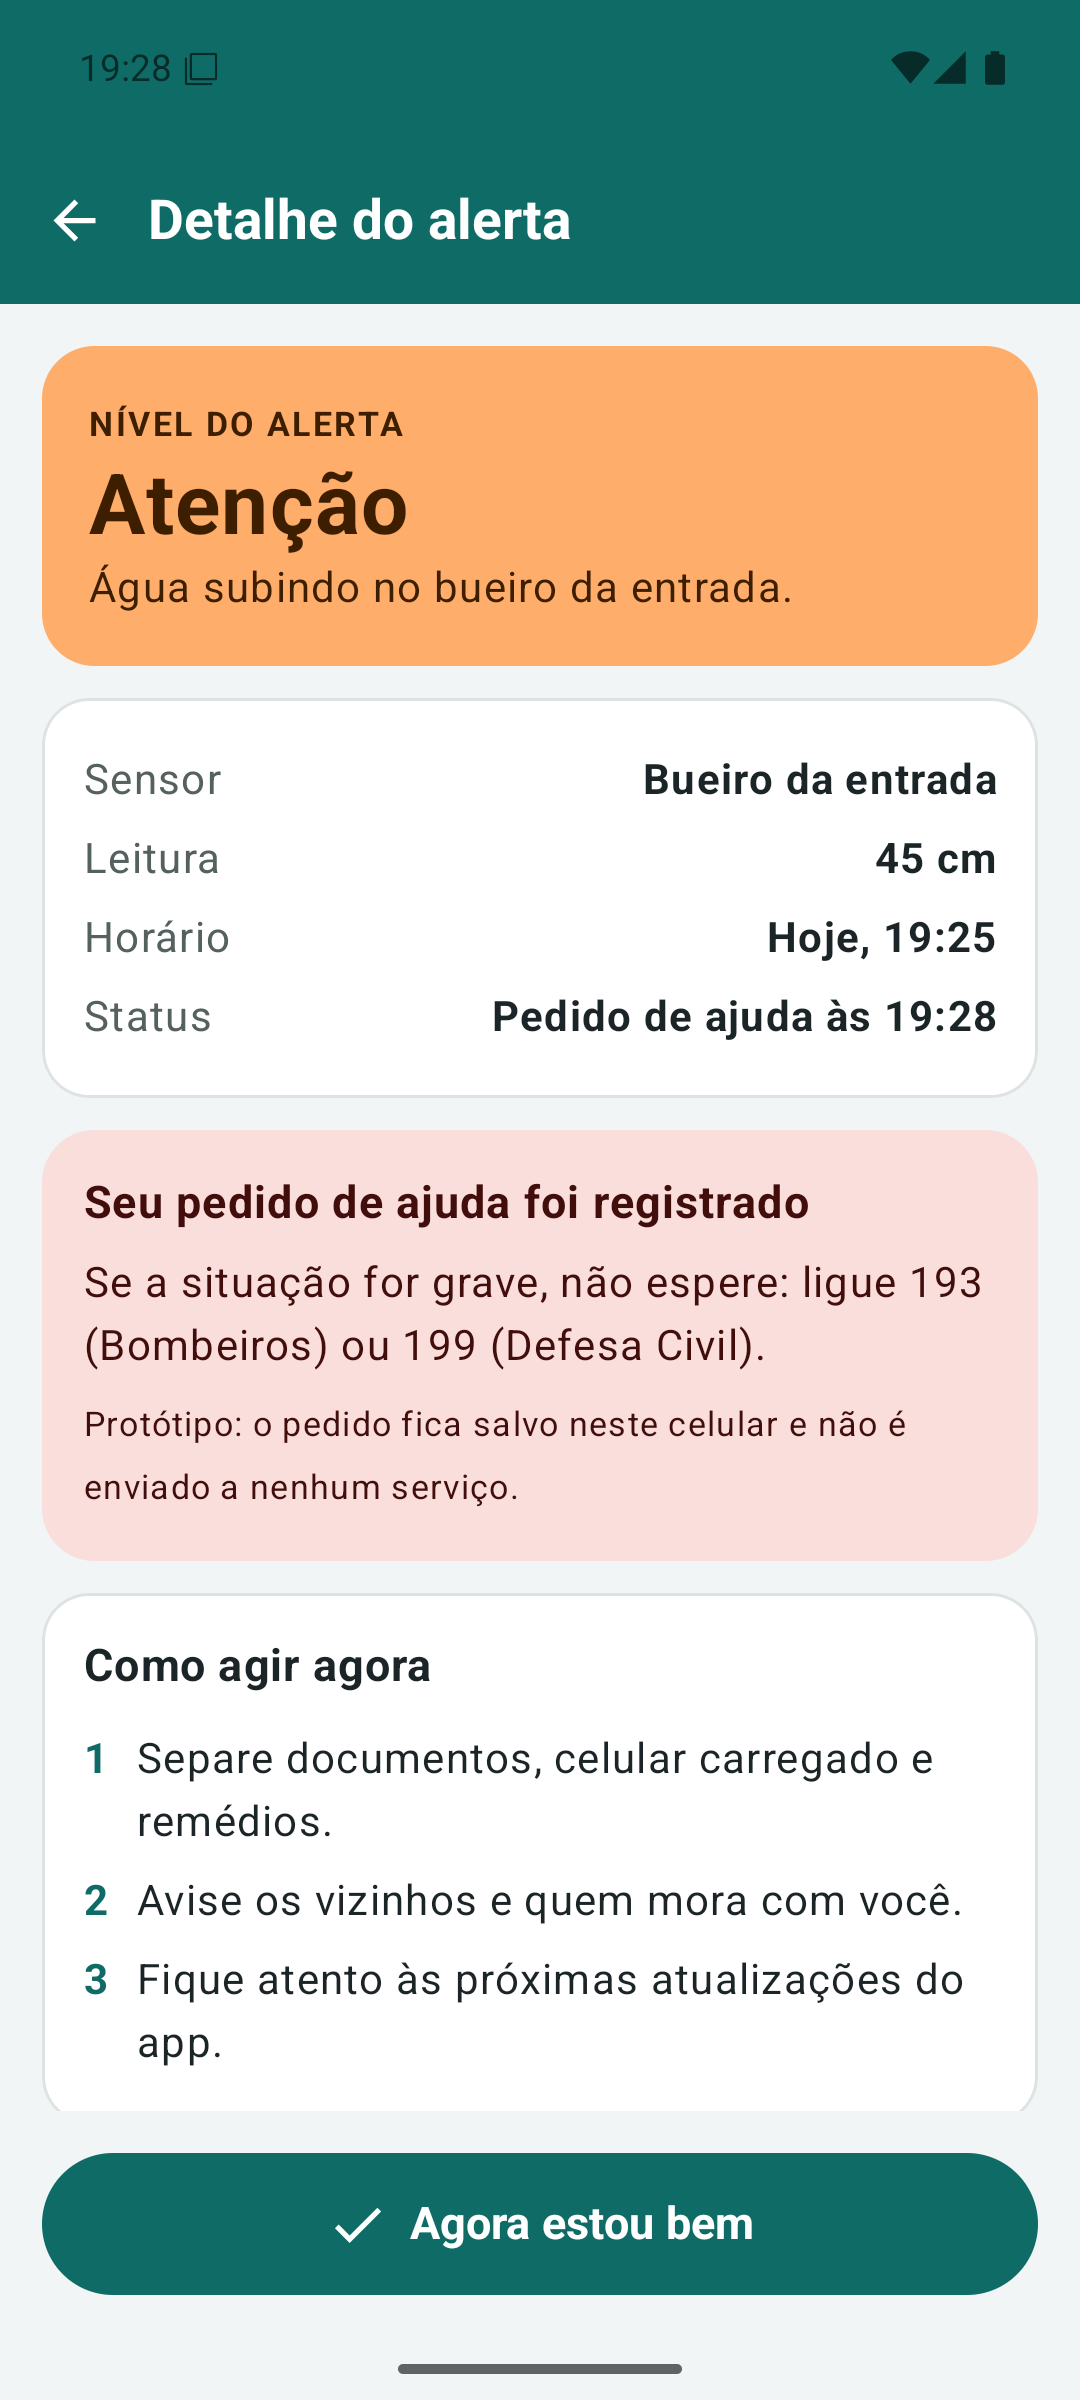 19:28
Detalhe do alerta
NÍVEL DO ALERTA
Atenção
Água subindo no bueiro da entrada.
Sensor Bueiro da entrada
Leitura 45 cm
Horário Hoje, 19:25
Status Pedido de ajuda às 19:28
Seu pedido de ajuda foi registrado
Se a situação for grave, não espere: ligue 193
(Bombeiros) ou 199 (Defesa Civil).
Protótipo: o pedido fica salvo neste celular e não é
enviado a nenhum serviço.
Como agir agora
1 Separe documentos, celular carregado e
remédios.
2 Avise os vizinhos e quem mora com você.
3 Fique atento às próximas atualizações do
app.
Agora estou bem